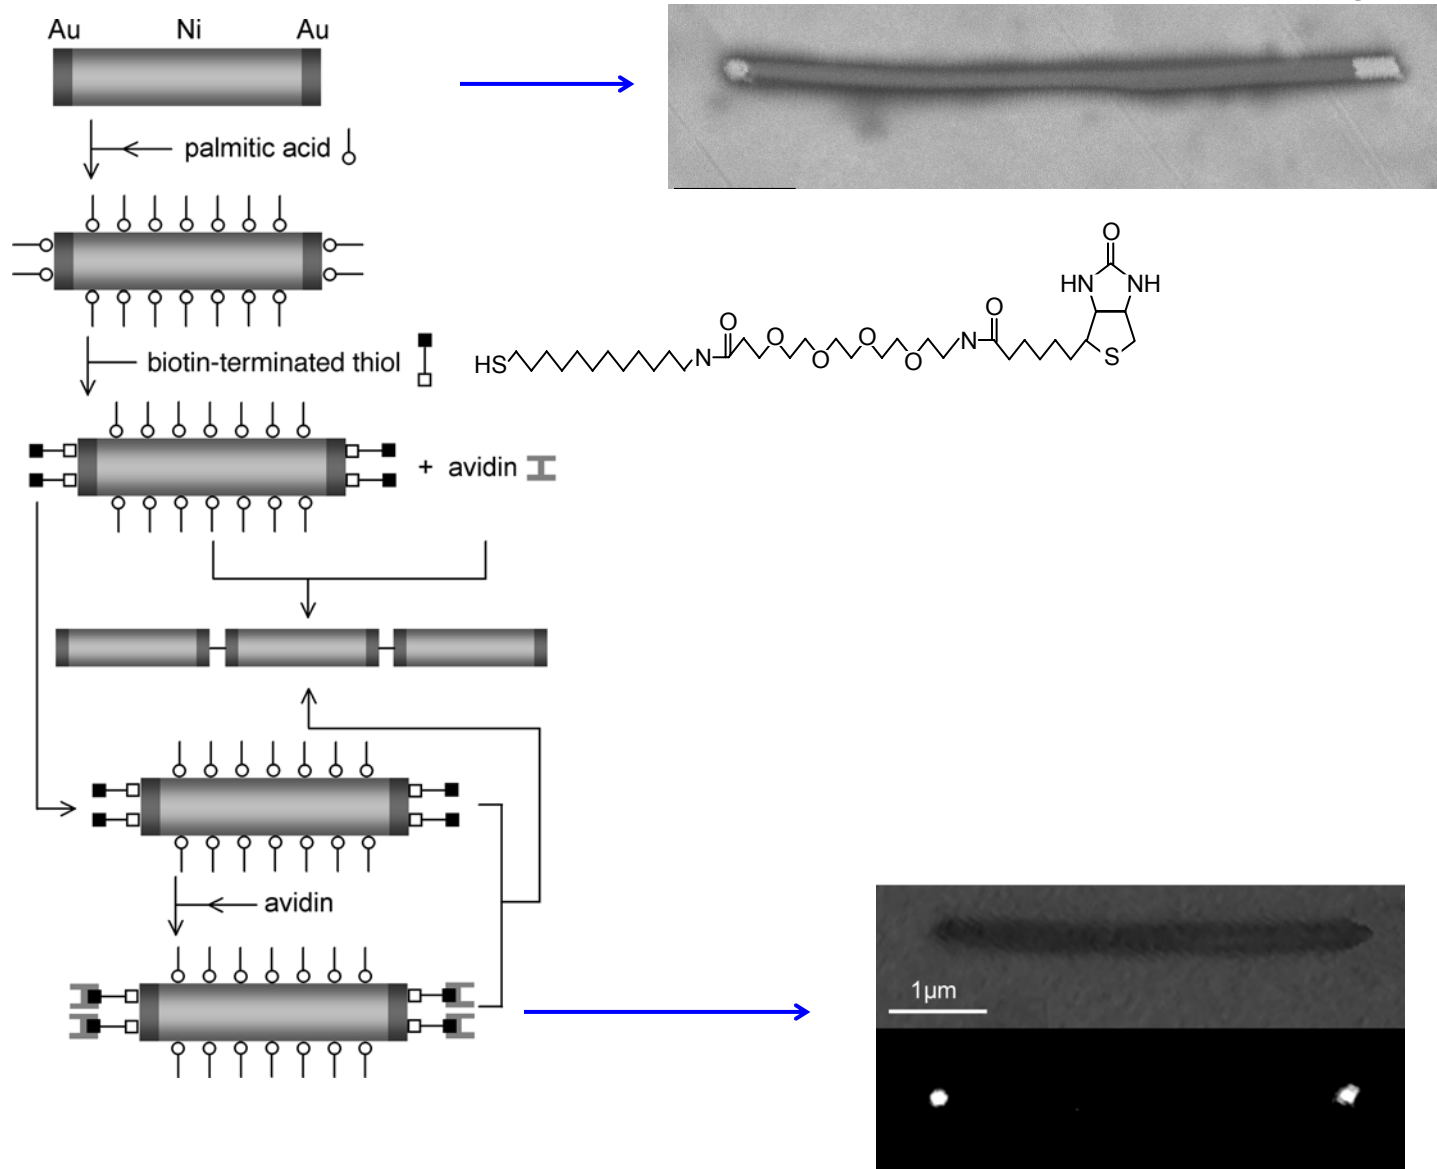 Au Ni Au
palmitic acid
biotin-terminated thiol
O
HN NH
S
O
N
O
O
O
O
O
N
HS
+ avidin
avidin
1µm